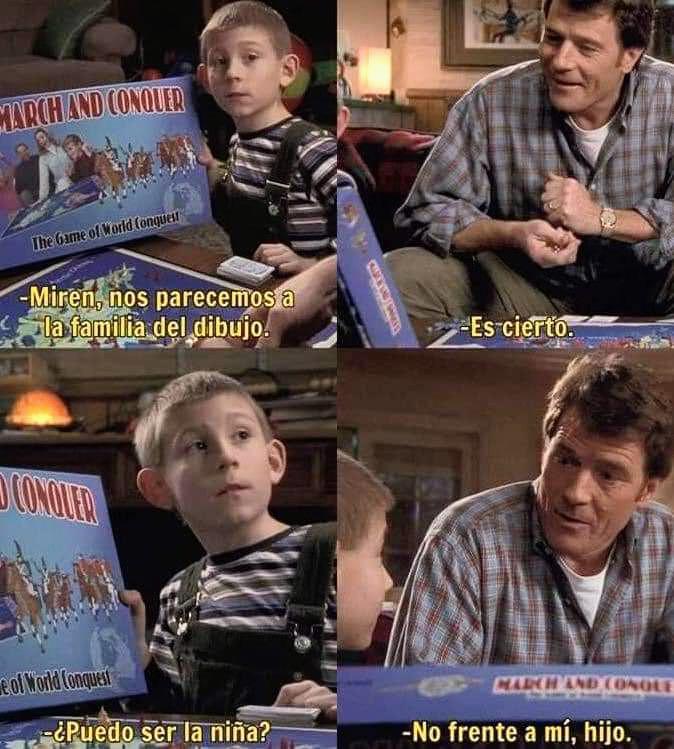 MARCH AND CONQUER
The Game of World Conquest
-Miren, nos parecemos a
la familia del dibujo.
-Es cierto.
CONQUER
e of World Conquest
-¿Puedo ser la niña?
MARCH AND CONQUE
-No frente a mí, hijo.